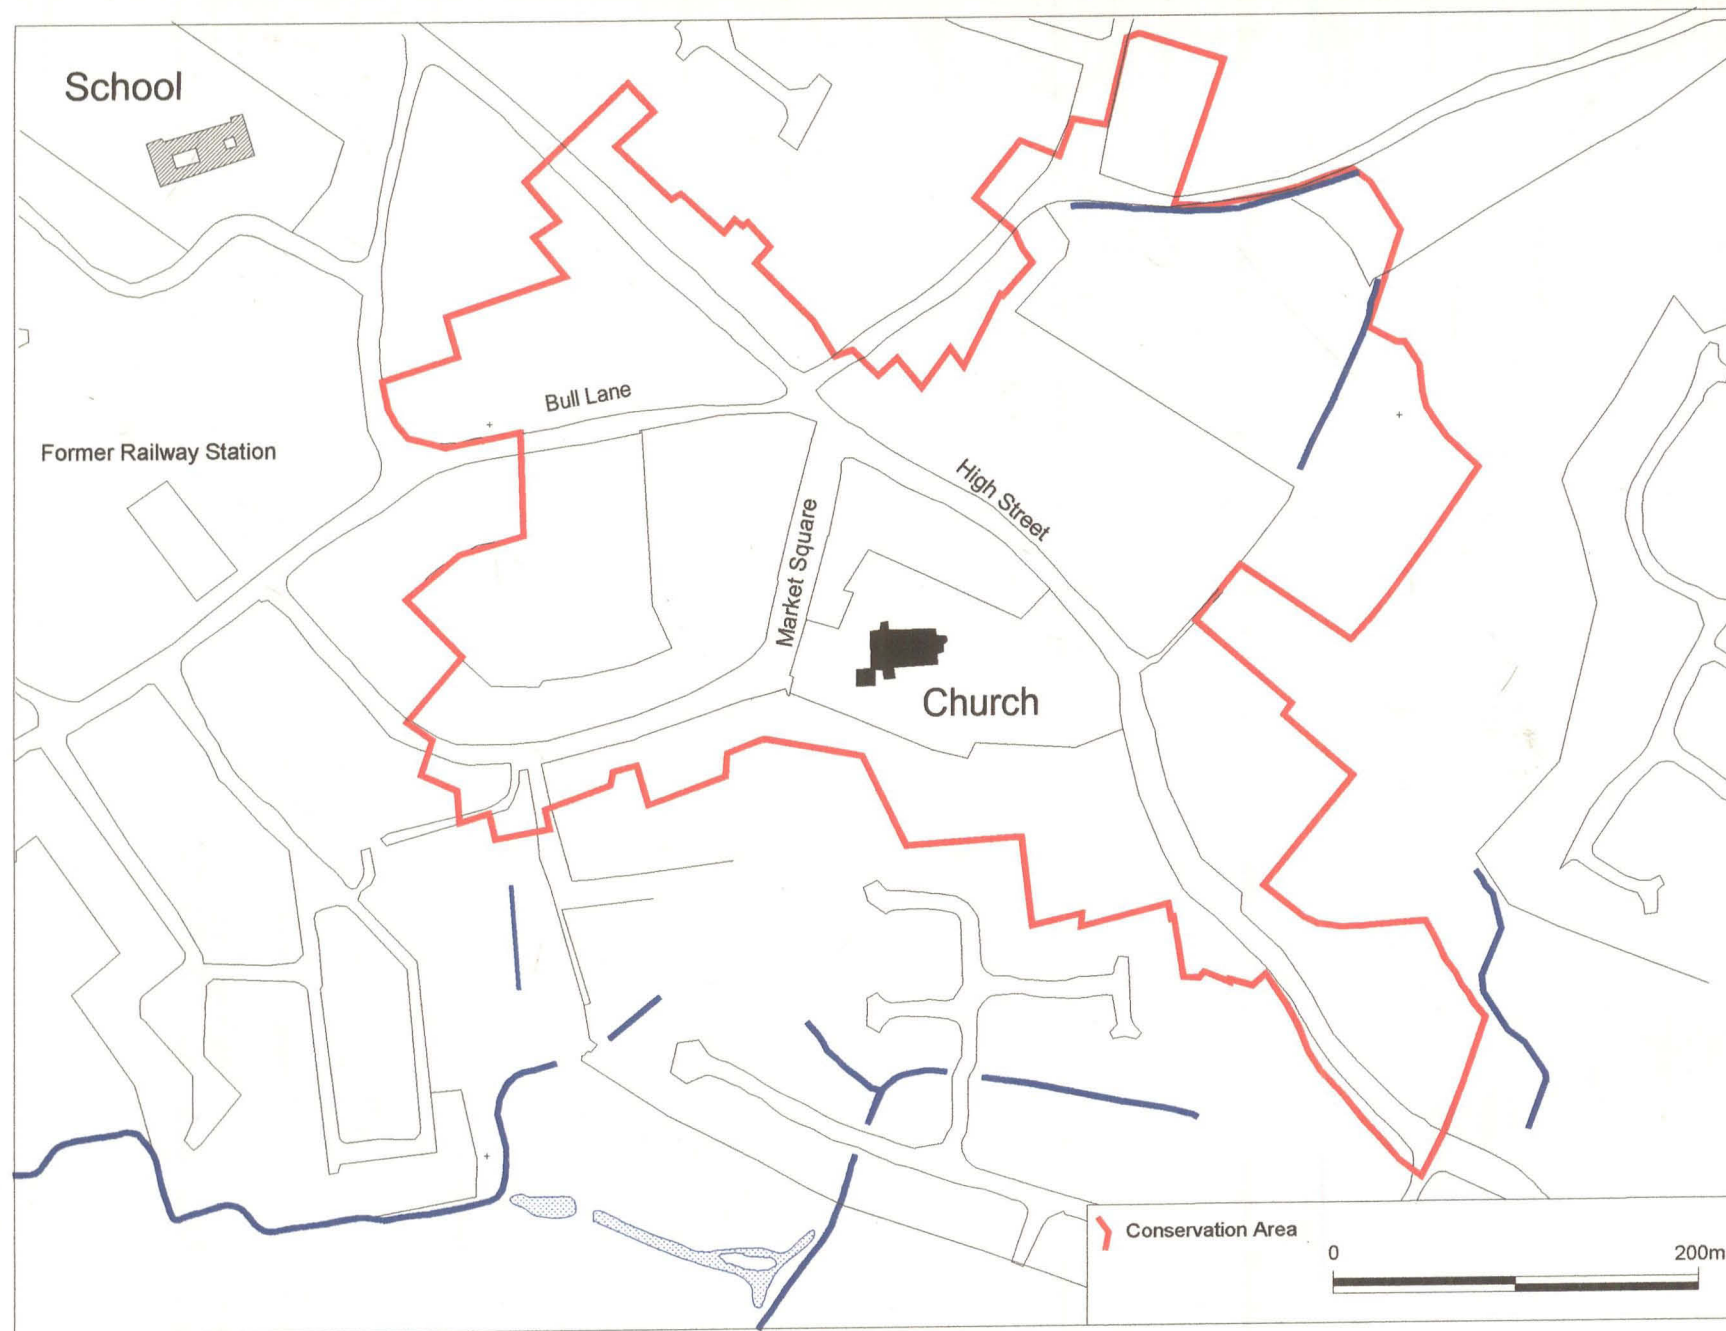 School
Bull Lane
Former Railway Station
High Street
Market Square
Church
Conservation Area
0 200m